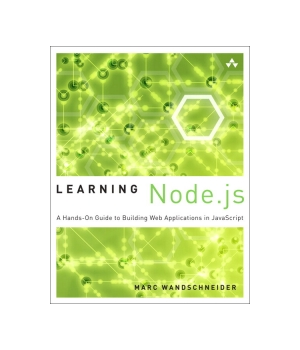 LEARNING Node.js
A Hands-On Guide to Building Web Applications in JavaScript
MARC WANDSCHNEIDER